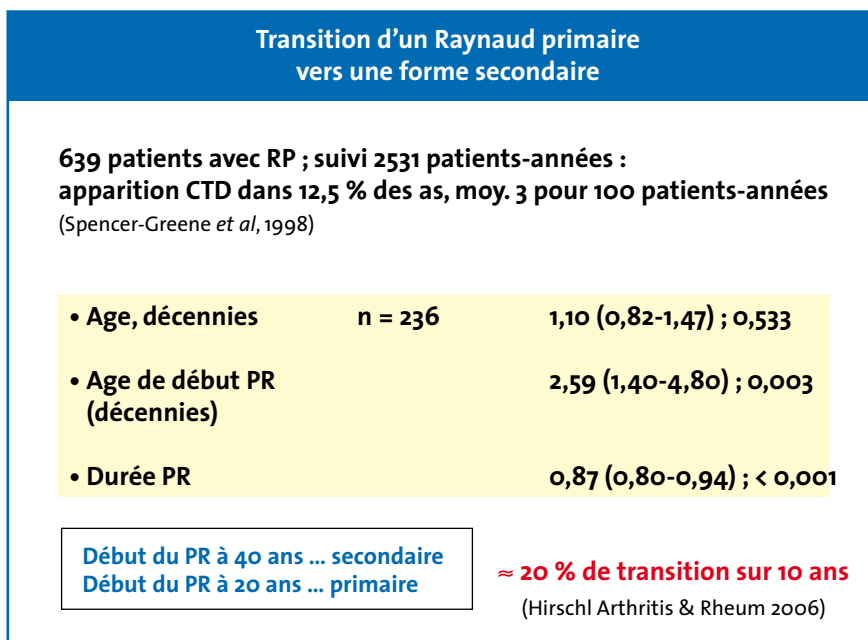 Transition d'un Raynaud primaire
vers une forme secondaire
639 patients avec RP ; suivi 2531 patients-années :
apparition CTD dans 12,5 % des as, moy. 3 pour 100 patients-années
(Spencer-Greene et al, 1998)
• Age, décennies n = 236 1,10 (0,82-1,47) ; 0,533
• Age de début PR 2,59 (1,40-4,80) ; 0,003
(décennies)
• Durée PR 0,87 (0,80-0,94) ; < 0,001
Début du PR à 40 ans ... secondaire
Début du PR à 20 ans ... primaire
≈ 20 % de transition sur 10 ans
(Hirschl Arthritis & Rheum 2006)